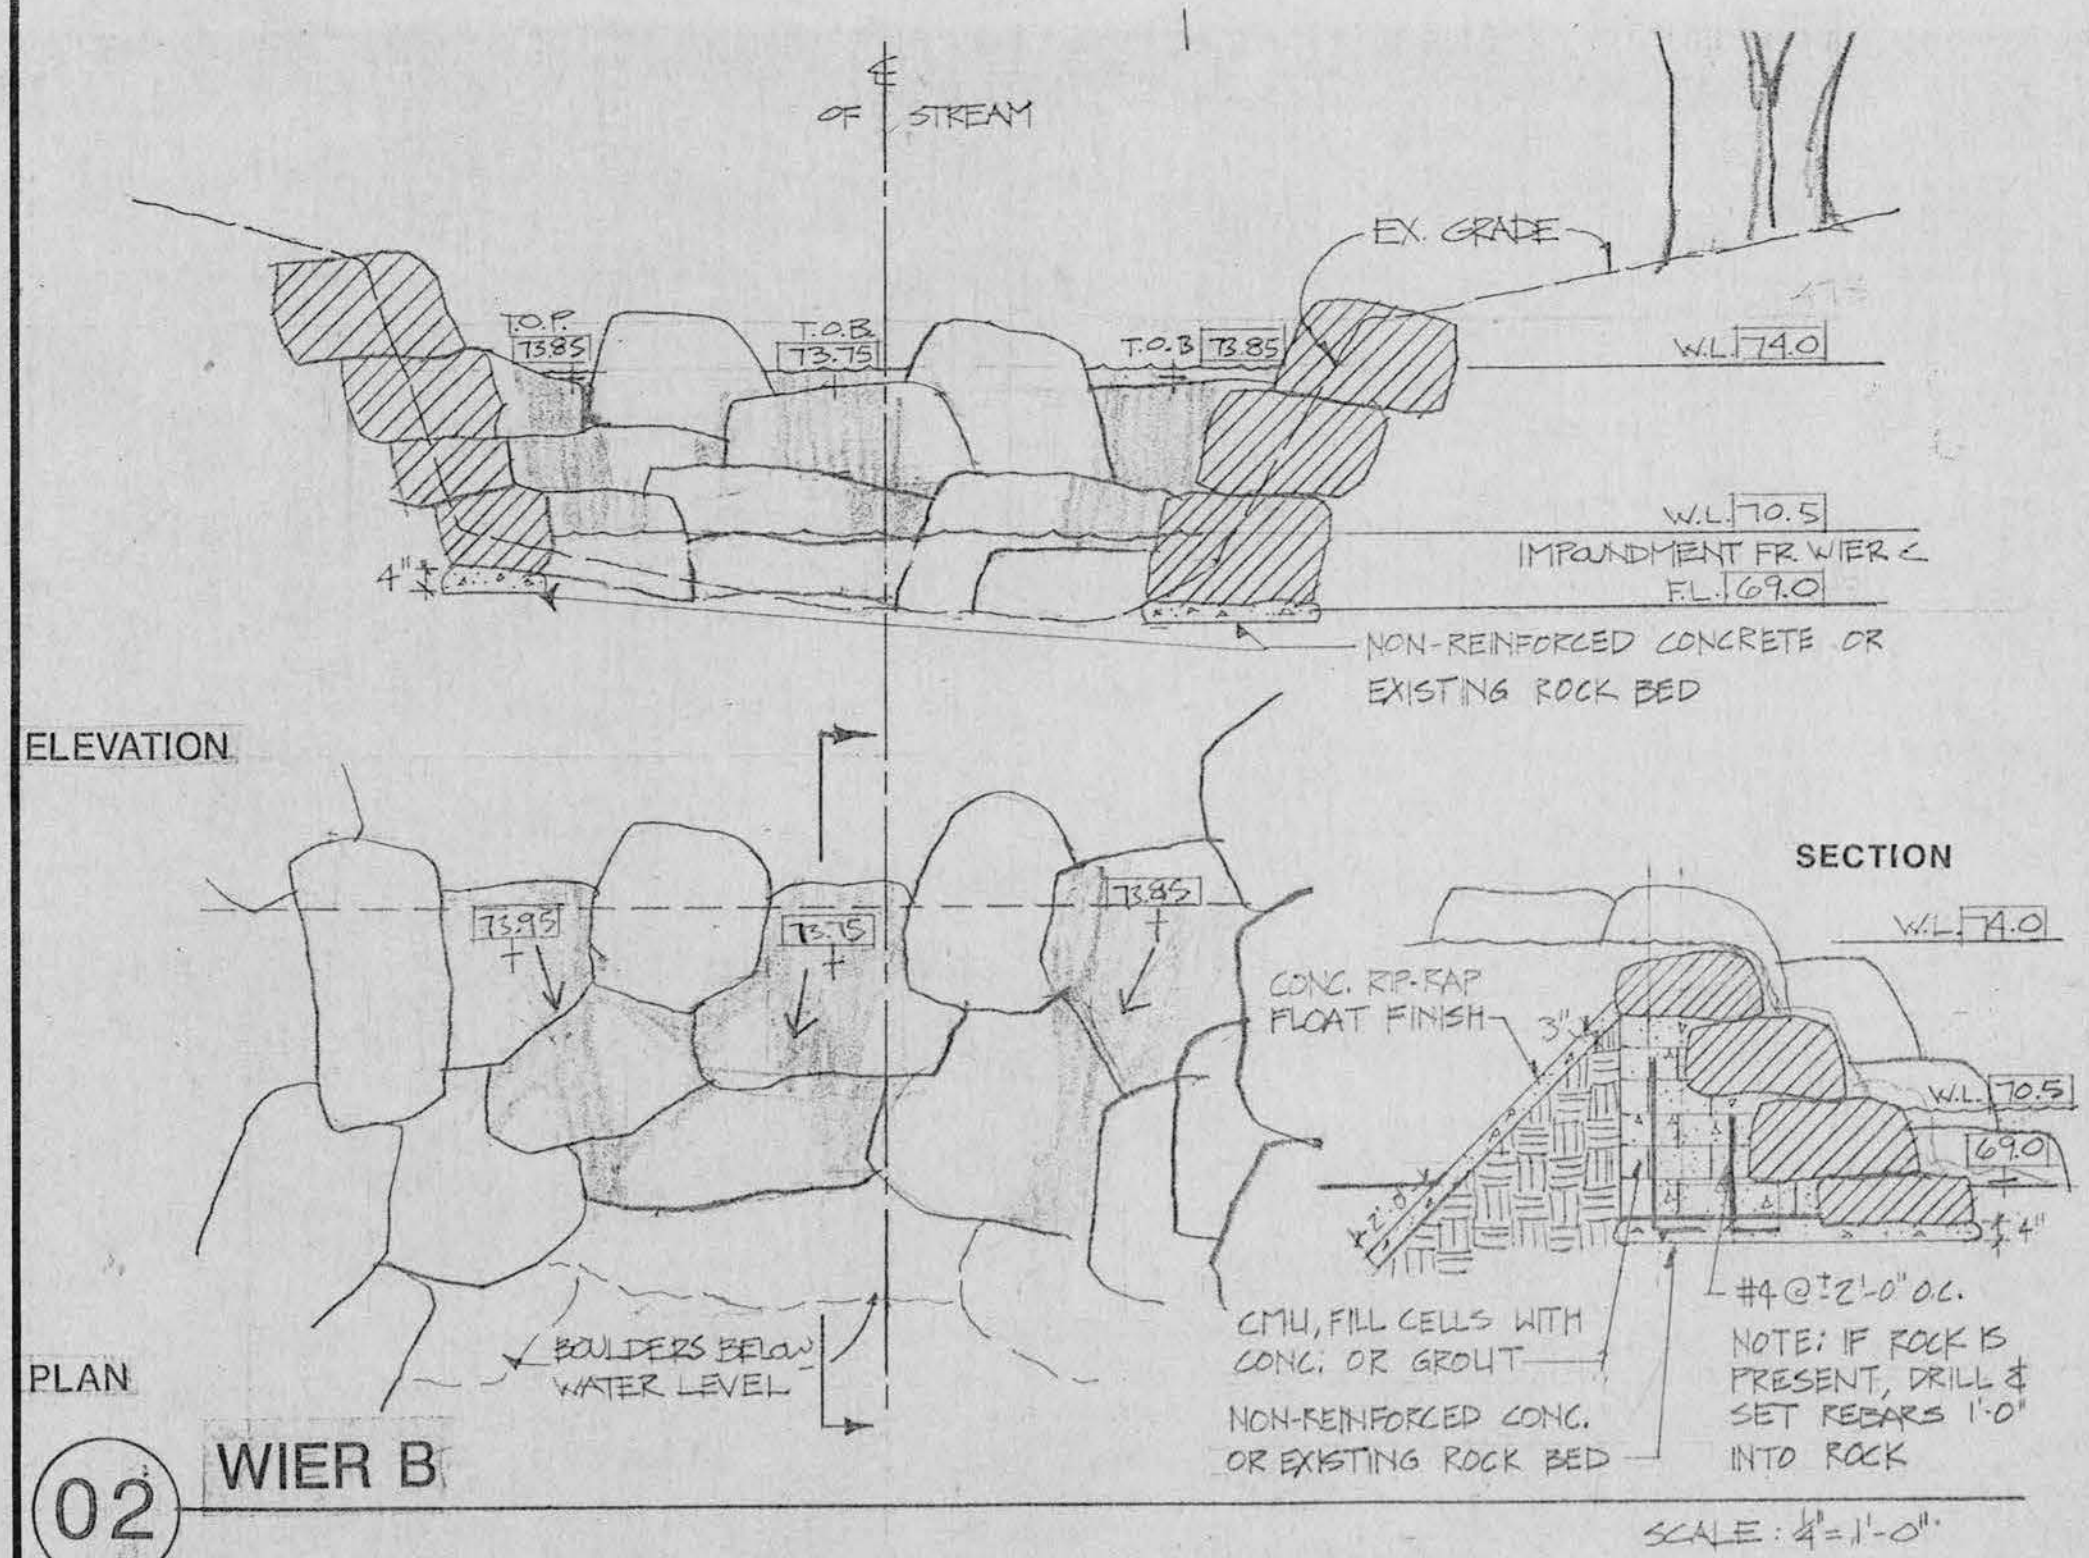 ℄
OF STREAM
EX. GRADE
T.O.P.
73.85
T.O.B.
73.75
T.O.B 73.85
W.L. 74.0
W.L. 70.5
IMPOUNDMENT FR. WIER C
F.L. 69.0
4"
NON-REINFORCED CONCRETE OR
EXISTING ROCK BED
ELEVATION
73.95
73.75
73.85
BOULDERS BELOW
WATER LEVEL
PLAN
SECTION
W.L. 74.0
CONC. RIP-RAP
FLOAT FINISH
3"
W.L. 70.5
69.0
2'-0"
4"
#4 @ ±2'-0" O.C.
NOTE: IF ROCK IS
PRESENT, DRILL &
SET REBARS 1'-0"
INTO ROCK
CMU, FILL CELLS WITH
CONC. OR GROUT
NON-REINFORCED CONC.
OR EXISTING ROCK BED
02
WIER B
SCALE: 1/4" = 1'-0"